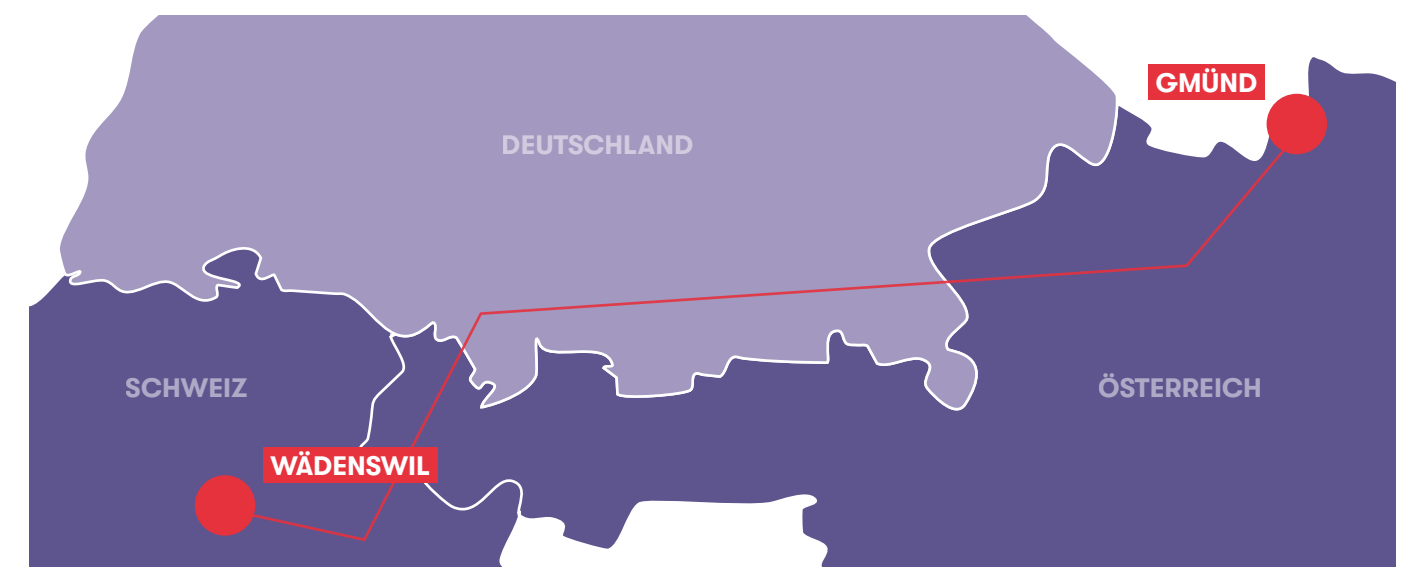 GMÜND
DEUTSCHLAND
SCHWEIZ
ÖSTERREICH
WÄDENSWIL